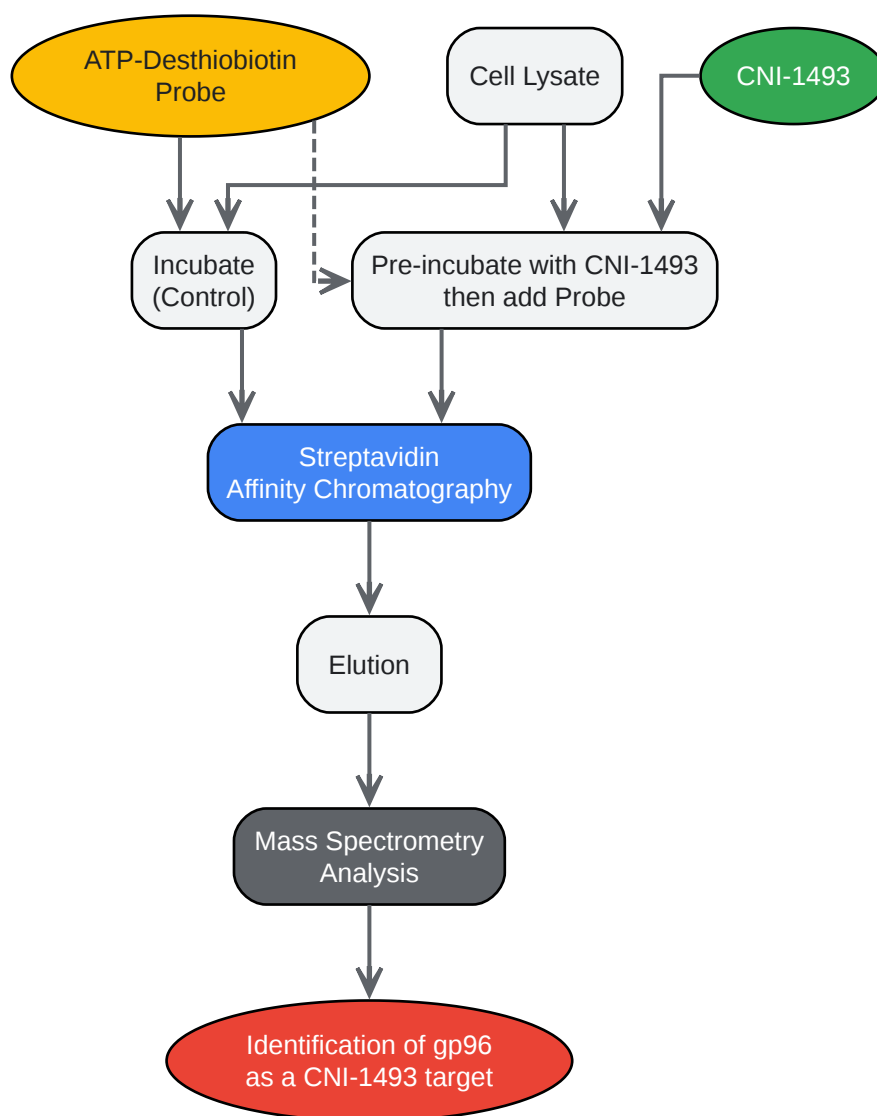 ATP-Desthiobiotin
Probe
Cell Lysate
CNI-1493
Incubate
(Control)
Pre-incubate with CNI-1493
then add Probe
Streptavidin
Affinity Chromatography
Elution
Mass Spectrometry
Analysis
Identification of gp96
as a CNI-1493 target